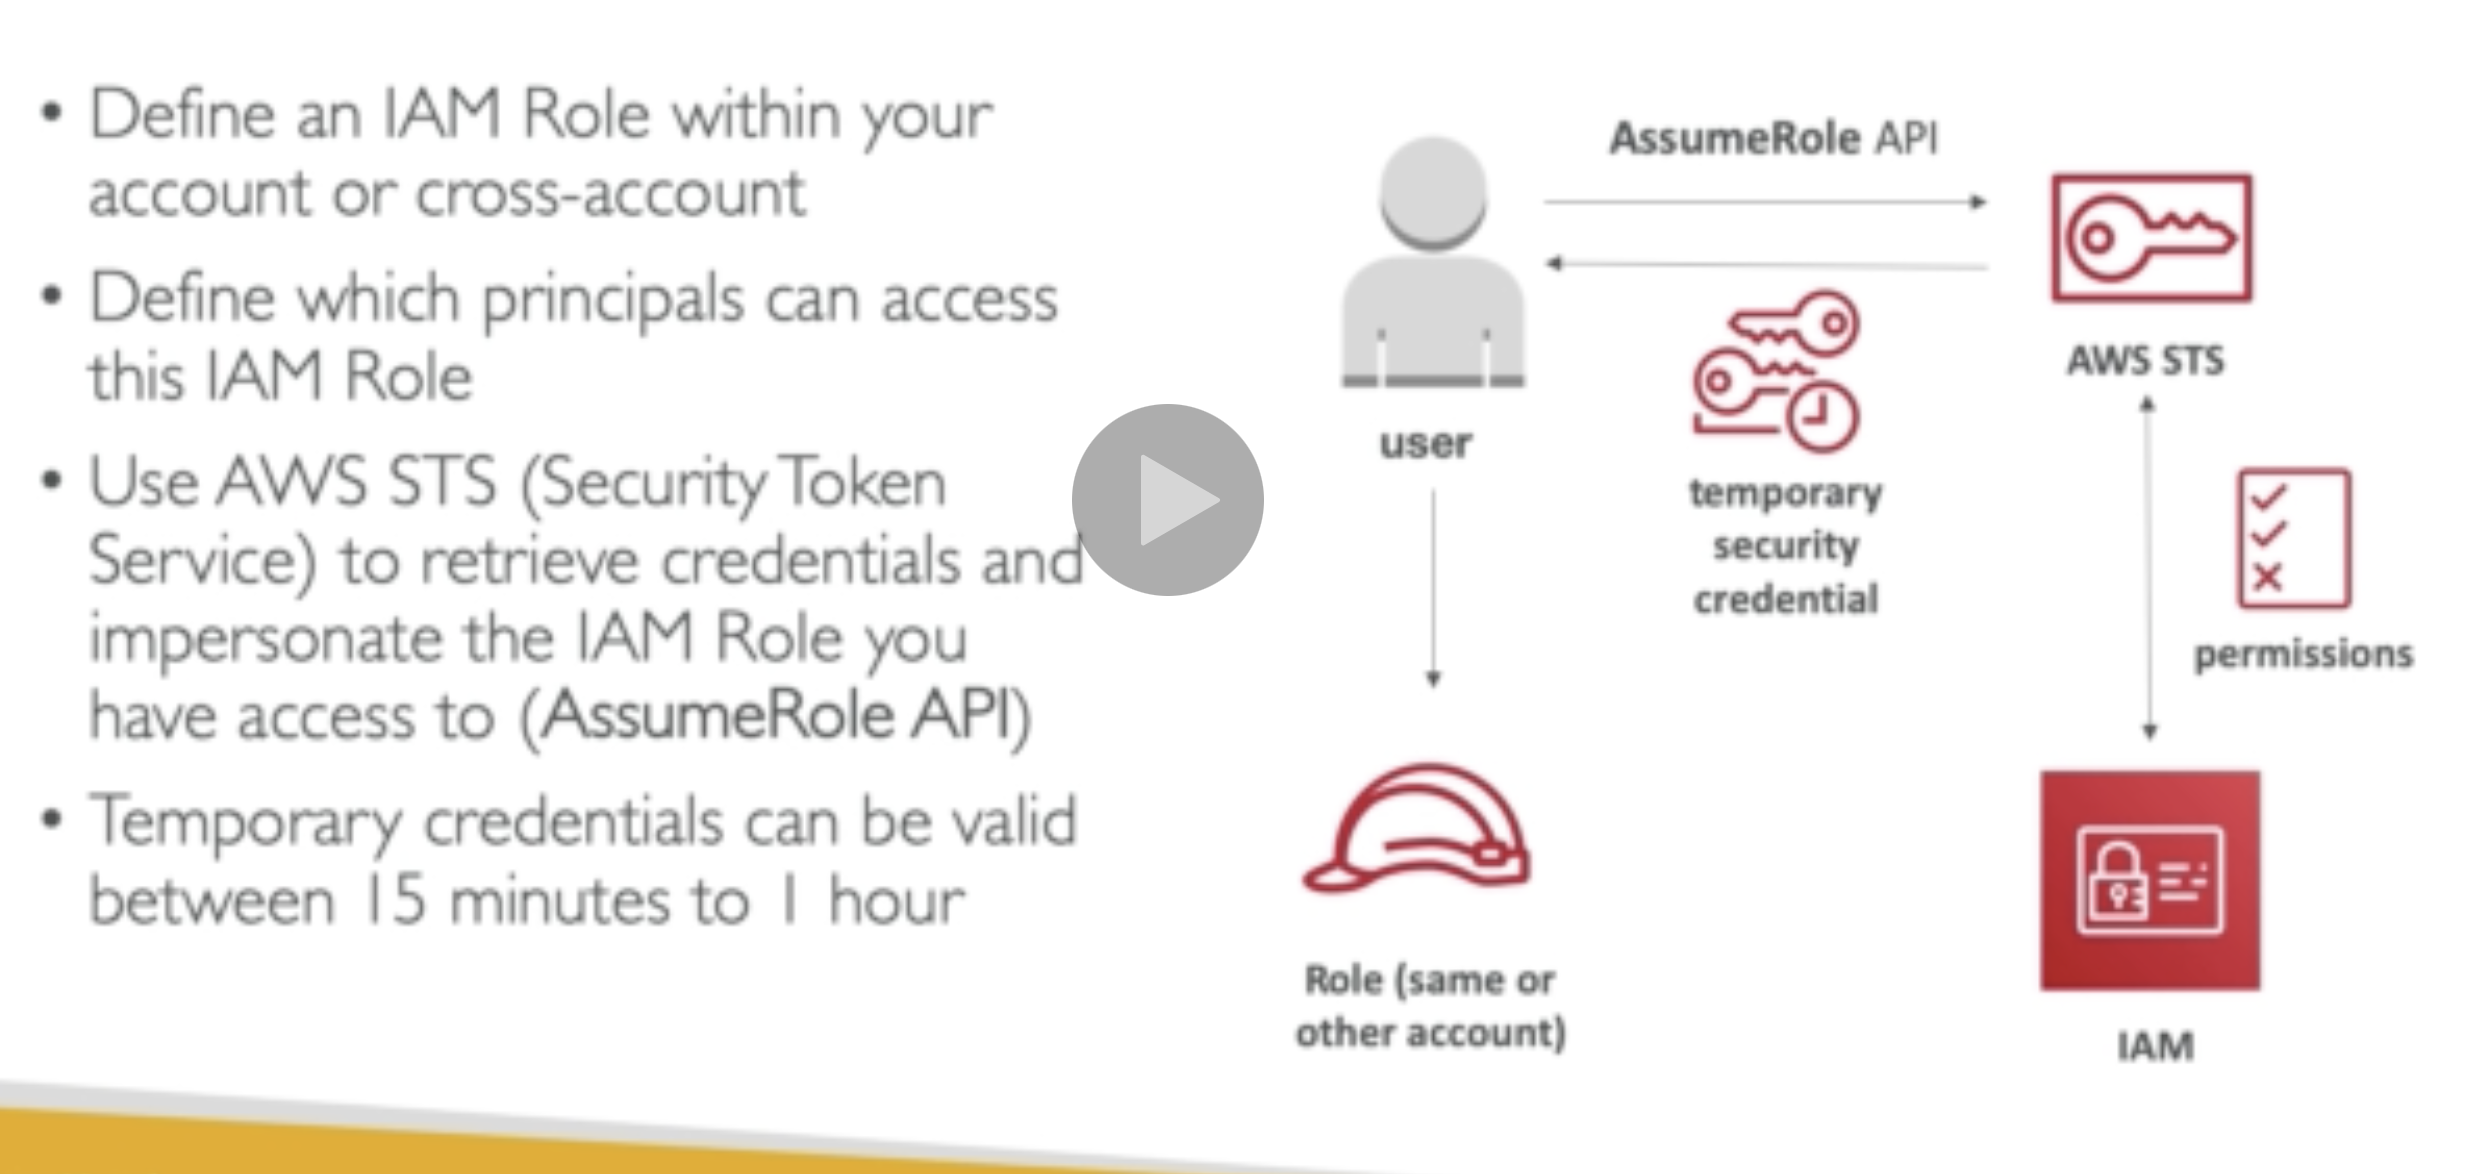 • Define an IAM Role within your
account or cross-account
• Define which principals can access
this IAM Role
• Use AWS STS (Security Token
Service) to retrieve credentials and
impersonate the IAM Role you
have access to (AssumeRole API)
• Temporary credentials can be valid
between 15 minutes to 1 hour
AssumeRole API
user
temporary
security
credential
AWS STS
permissions
Role (same or
other account)
IAM